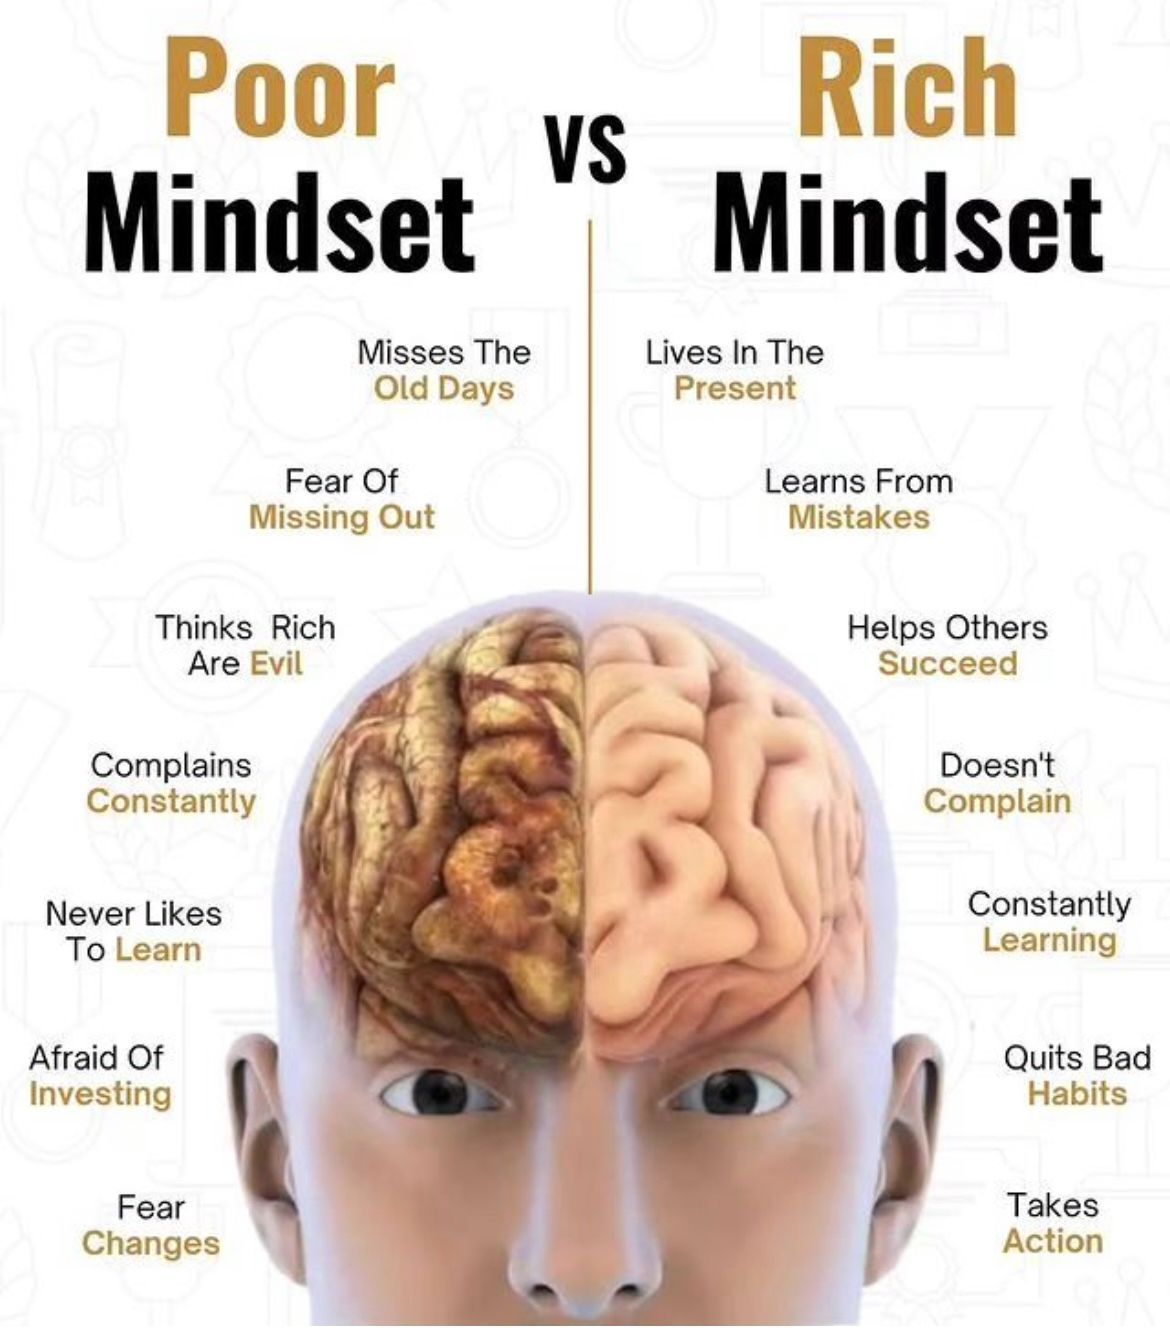 Poor
Mindset
VS
Rich
Mindset
Misses The
Old Days
Fear Of
Missing Out
Thinks Rich
Are Evil
Complains
Constantly
Never Likes
To Learn
Afraid Of
Investing
Fear
Changes
Lives In The
Present
Learns From
Mistakes
Helps Others
Succeed
Doesn't
Complain
Constantly
Learning
Quits Bad
Habits
Takes
Action